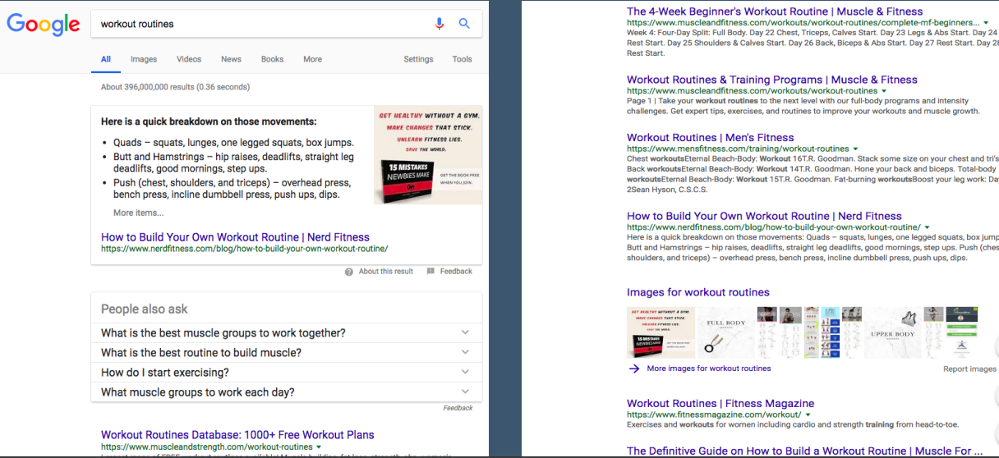 Google
workout routines
All Images Videos News Books More Settings Tools
About 396,000,000 results (0.36 seconds)
Here is a quick breakdown on those movements:
• Quads – squats, lunges, one legged squats, box jumps.
• Butt and Hamstrings – hip raises, deadlifts, straight leg
deadlifts, good mornings, step ups.
• Push (chest, shoulders, and triceps) – overhead press,
bench press, incline dumbbell press, push ups, dips.
More items...
GET HEALTHY WITHOUT A GYM.
MAKE CHANGES THAT STICK.
UNLEARN FITNESS LIES.
SAVE THE WORLD.
15 MISTAKES
NEWBIES MAKE
GET THE BOOK FREE
WHEN YOU JOIN.
How to Build Your Own Workout Routine | Nerd Fitness
https://www.nerdfitness.com/blog/how-to-build-your-own-workout-routine/
About this result Feedback
People also ask
What is the best muscle groups to work together?
What is the best routine to build muscle?
How do I start exercising?
What muscle groups to work each day?
Feedback
Workout Routines Database: 1000+ Free Workout Plans
https://www.muscleandstrength.com/workout-routines
The 4-Week Beginner's Workout Routine | Muscle & Fitness
https://www.muscleandfitness.com/workouts/workout-routines/complete-mf-beginners...
Week 4: Four-Day Split: Full Body. Day 22 Chest, Triceps, Calves Start. Day 23 Legs & Abs Start. Day 24
Rest Start. Day 25 Shoulders & Calves Start. Day 26 Back, Biceps & Abs Start. Day 27 Rest Start. Day 28
Rest Start.
Workout Routines & Training Programs | Muscle & Fitness
https://www.muscleandfitness.com/workouts/workout-routines
Page 1 | Take your workout routines to the next level with our full-body programs and intensity
challenges. Get expert tips, exercises, and routines to improve your workouts and muscle growth.
Workout Routines | Men's Fitness
https://www.mensfitness.com/training/workout-routines
Chest workoutsEternal Beach-Body: Workout 16T.R. Goodman. Stack some size on your chest and tri's
Back workoutsEternal Beach-Body: Workout 14T.R. Goodman. Hone your back and biceps. Total-body
workoutsEternal Beach-Body: Workout 15T.R. Goodman. Fat-burning workoutsBoost your leg work: Da
2Sean Hyson, C.S.C.S.
How to Build Your Own Workout Routine | Nerd Fitness
https://www.nerdfitness.com/blog/how-to-build-your-own-workout-routine/
Here is a quick breakdown on those movements: Quads – squats, lunges, one legged squats, box jump
Butt and Hamstrings – hip raises, deadlifts, straight leg deadlifts, good mornings, step ups. Push (ches
shoulders, and triceps) – overhead press, bench press, incline dumbbell press, push ups, dips.
Images for workout routines
GET HEALTHY WITHOUT A GYM.
MAKE CHANGES THAT STICK.
UNLEARN FITNESS LIES.
SAVE THE WORLD.
15 MISTAKES
NEWBIES MAKE
FULL BODY
UPPER BODY
More images for workout routines Report images
Workout Routines | Fitness Magazine
https://www.fitnessmagazine.com/workout/
Exercises and workouts for women including cardio and strength training from head-to-toe.
The Definitive Guide on How to Build a Workout Routine | Muscle For ...